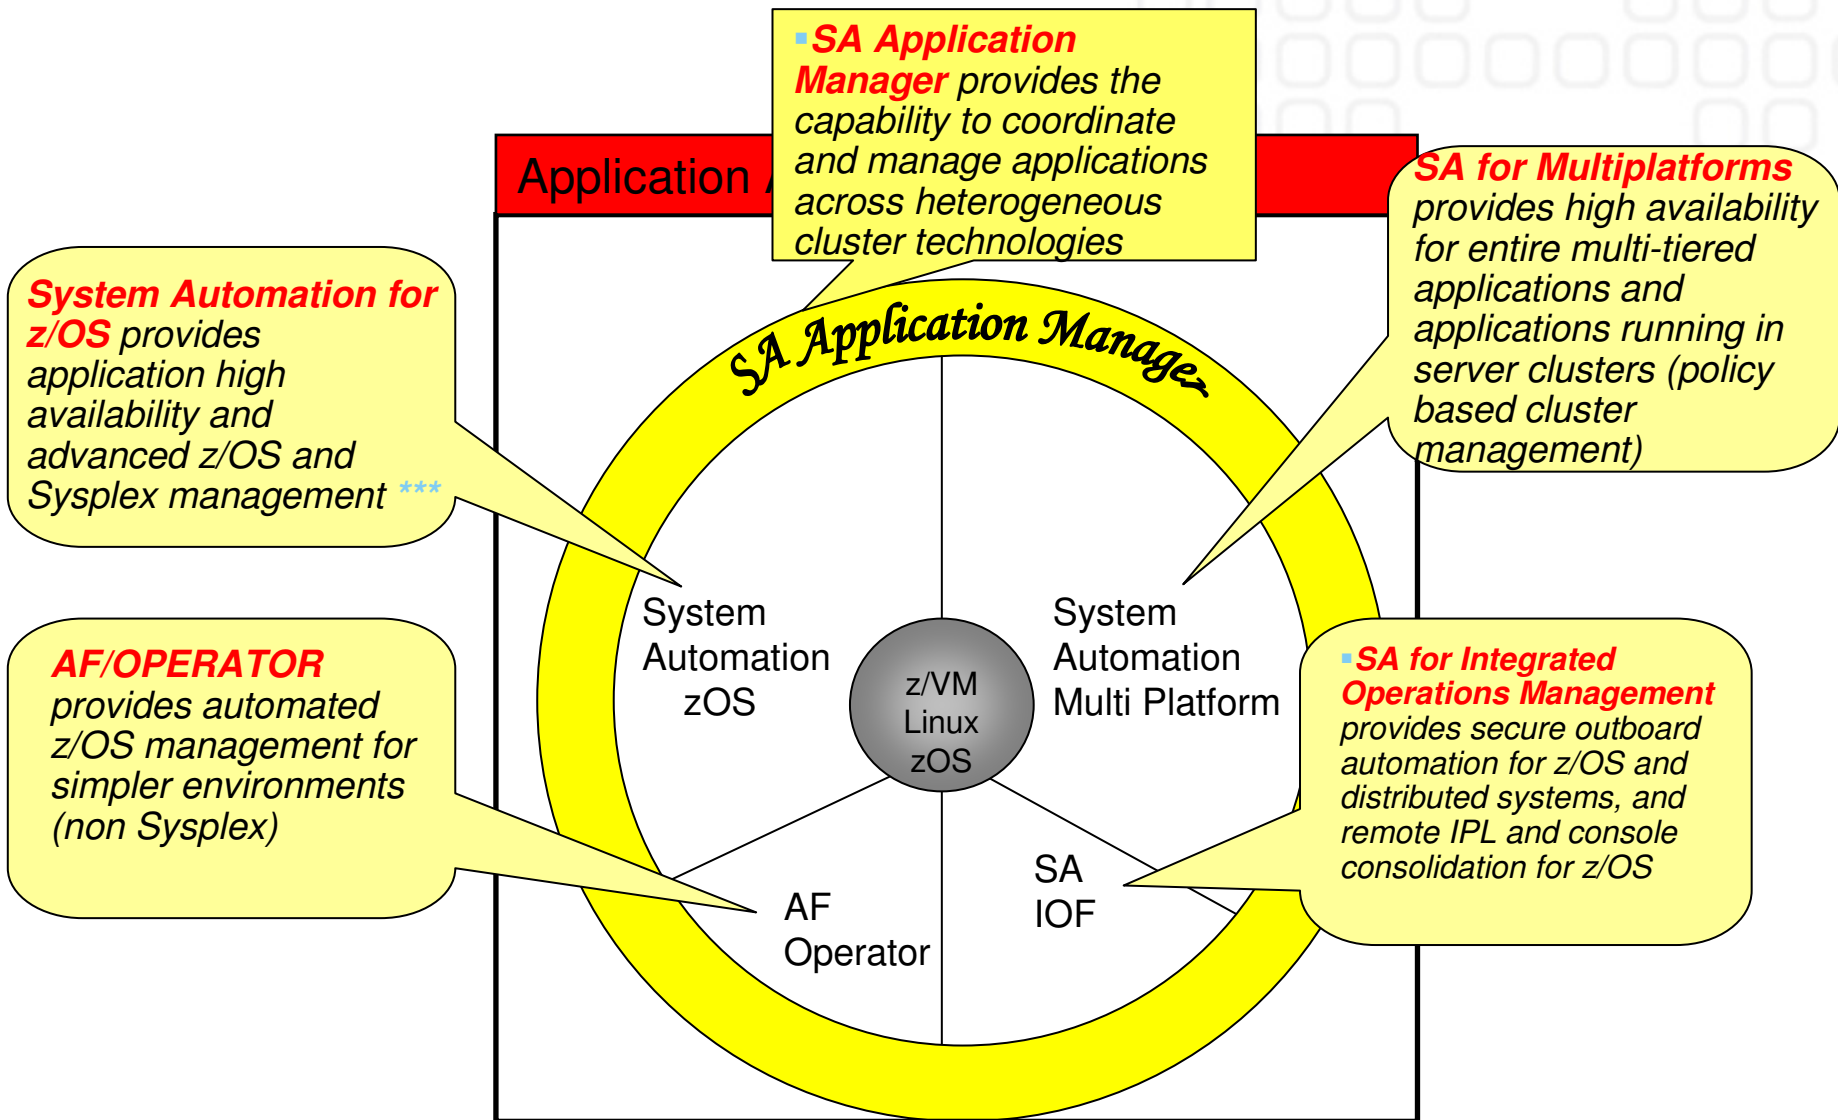 ▪SA Application
Manager provides the
capability to coordinate
and manage applications
across heterogeneous
cluster technologies
Application
SA for Multiplatforms
provides high availability
for entire multi-tiered
applications and
applications running in
server clusters (policy
based cluster
management)
System Automation for
z/OS provides
application high
availability and
advanced z/OS and
Sysplex management ***
SA Application Manager
System
Automation
zOS
System
Automation
Multi Platform
z/VM
Linux
zOS
AF/OPERATOR
provides automated
z/OS management for
simpler environments
(non Sysplex)
▪SA for Integrated
Operations Management
provides secure outboard
automation for z/OS and
distributed systems, and
remote IPL and console
consolidation for z/OS
AF
Operator
SA
IOF